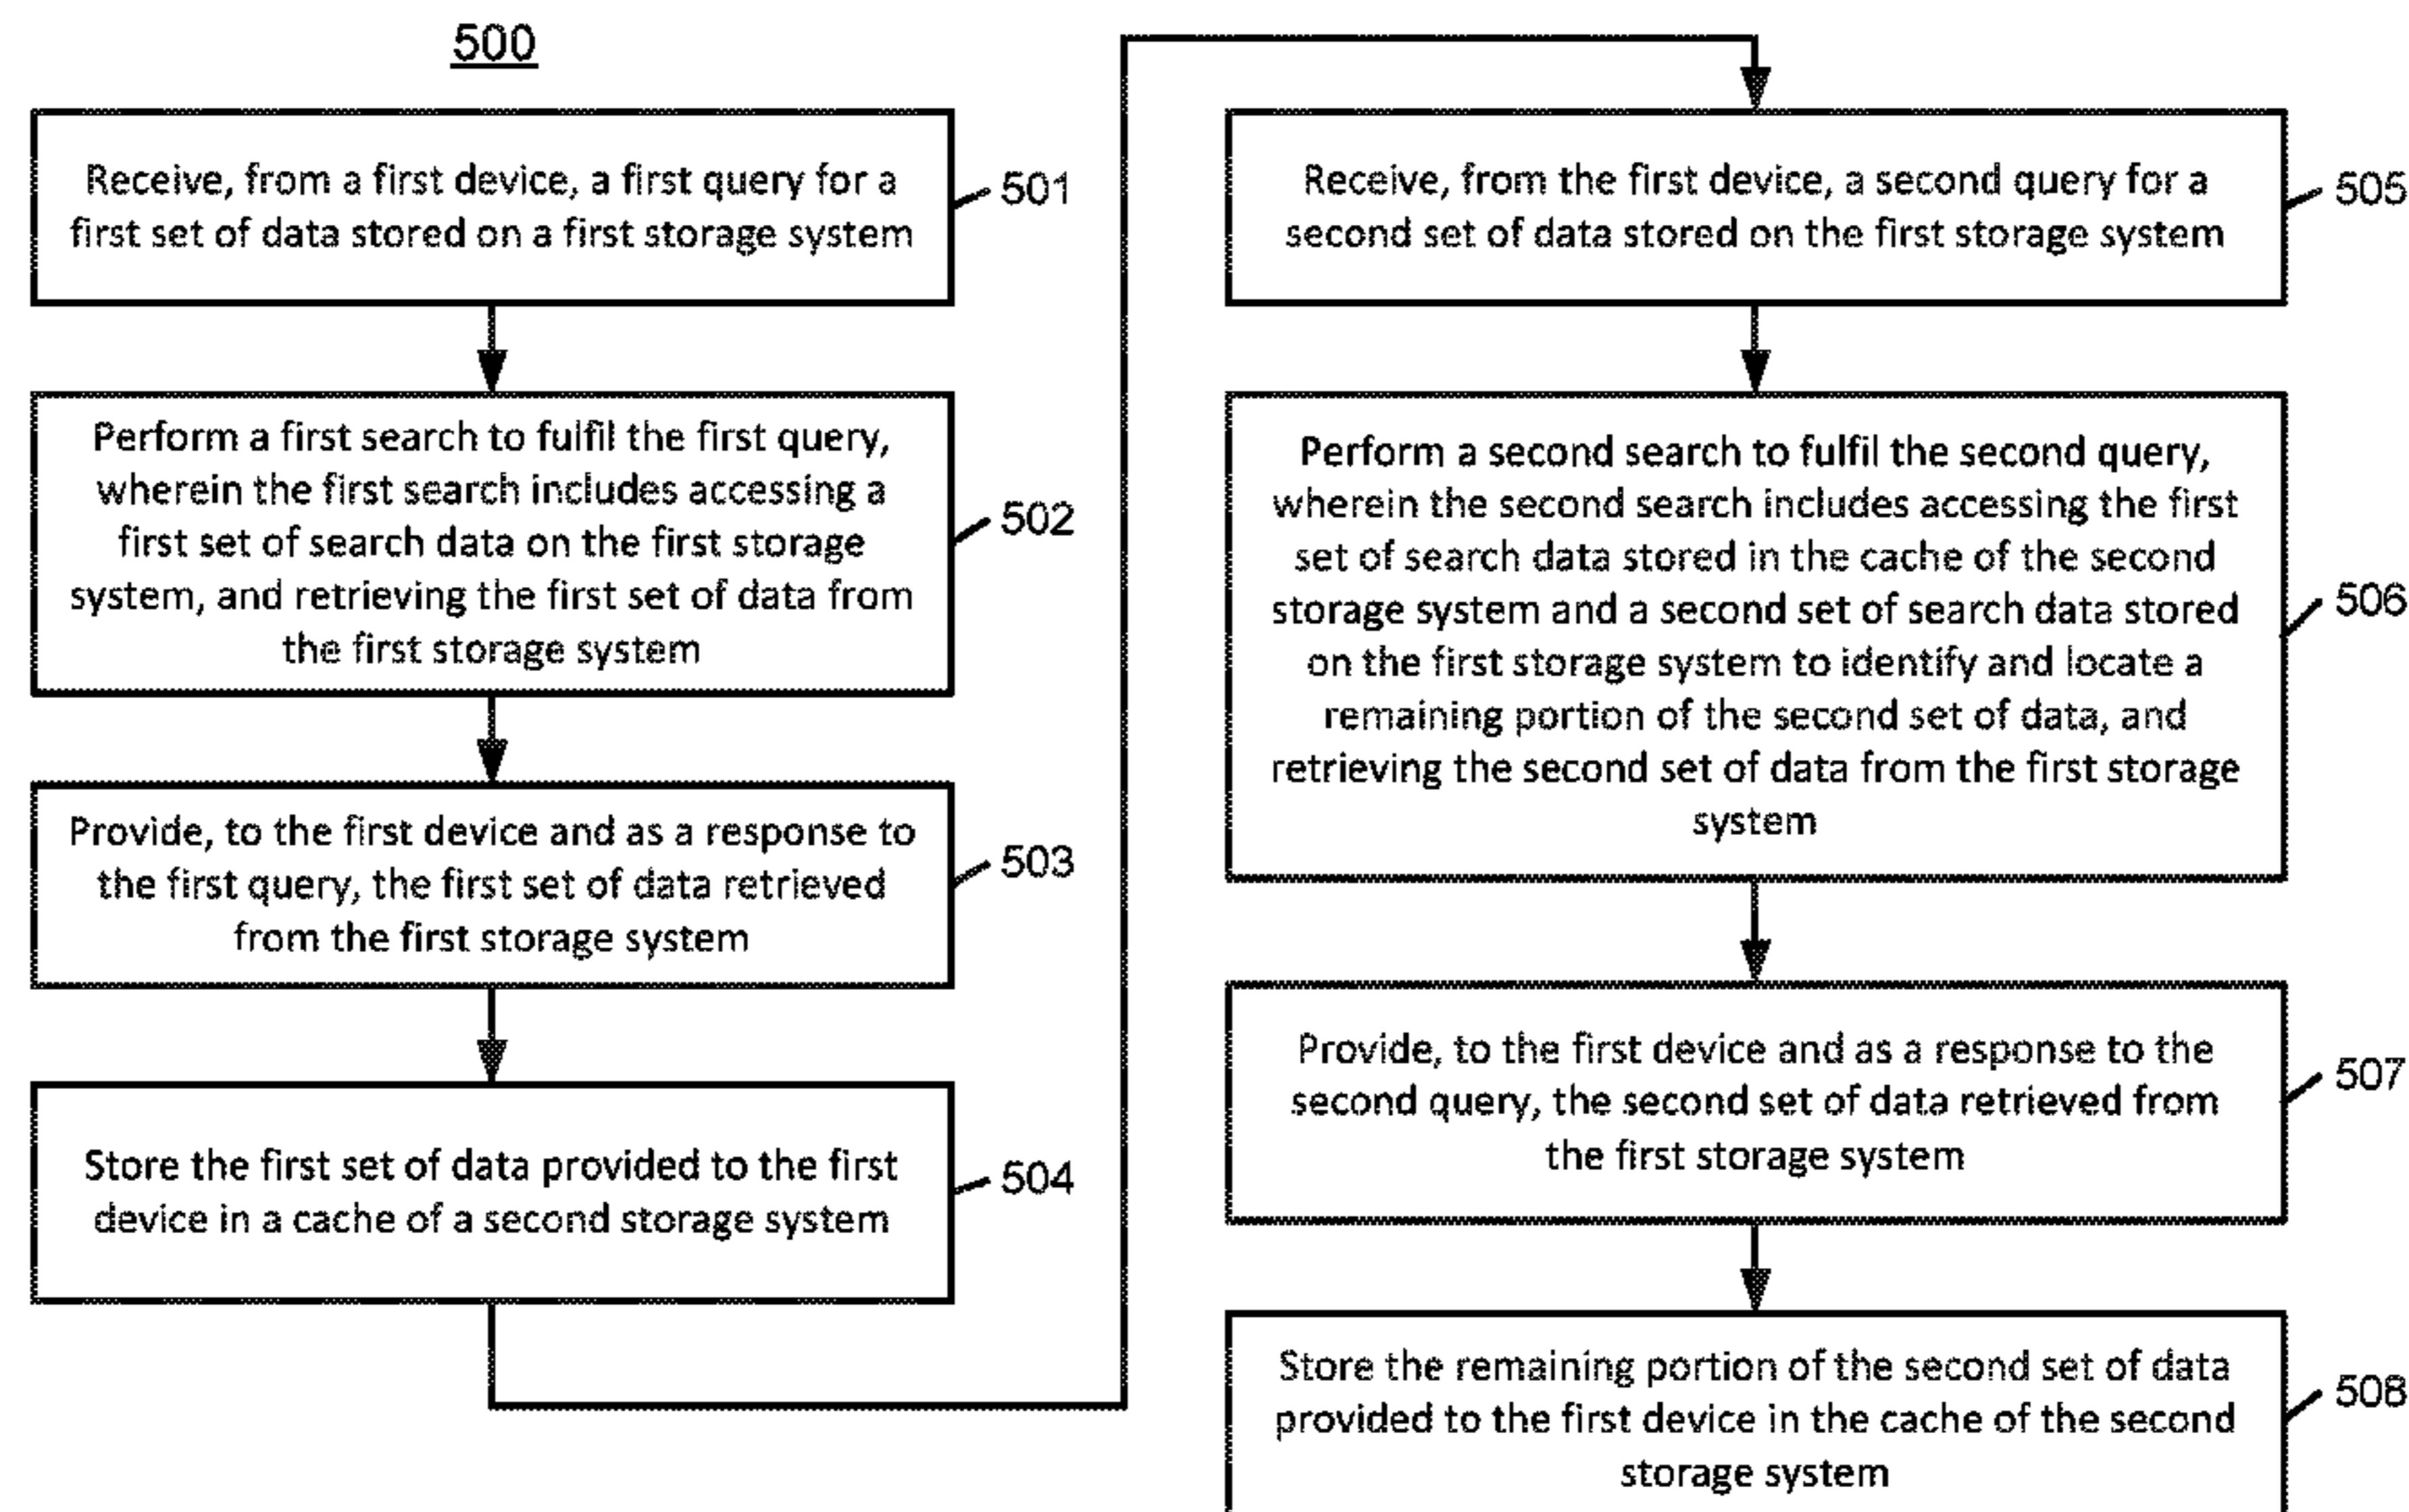 500
Receive, from a first device, a first query for a
first set of data stored on a first storage system
501
Perform a first search to fulfil the first query,
wherein the first search includes accessing a
first set of search data on the first storage
system, and retrieving the first set of data from
the first storage system
502
Provide, to the first device and as a response to
the first query, the first set of data retrieved
from the first storage system
503
Store the first set of data provided to the first
device in a cache of a second storage system
504
Receive, from the first device, a second query for a
second set of data stored on the first storage system
505
Perform a second search to fulfil the second query,
wherein the second search includes accessing the first
set of search data stored in the cache of the second
storage system and a second set of search data stored
on the first storage system to identify and locate a
remaining portion of the second set of data, and
retrieving the second set of data from the first storage
system
506
Provide, to the first device and as a response to the
second query, the second set of data retrieved from
the first storage system
507
Store the remaining portion of the second set of data
provided to the first device in the cache of the second
storage system
508